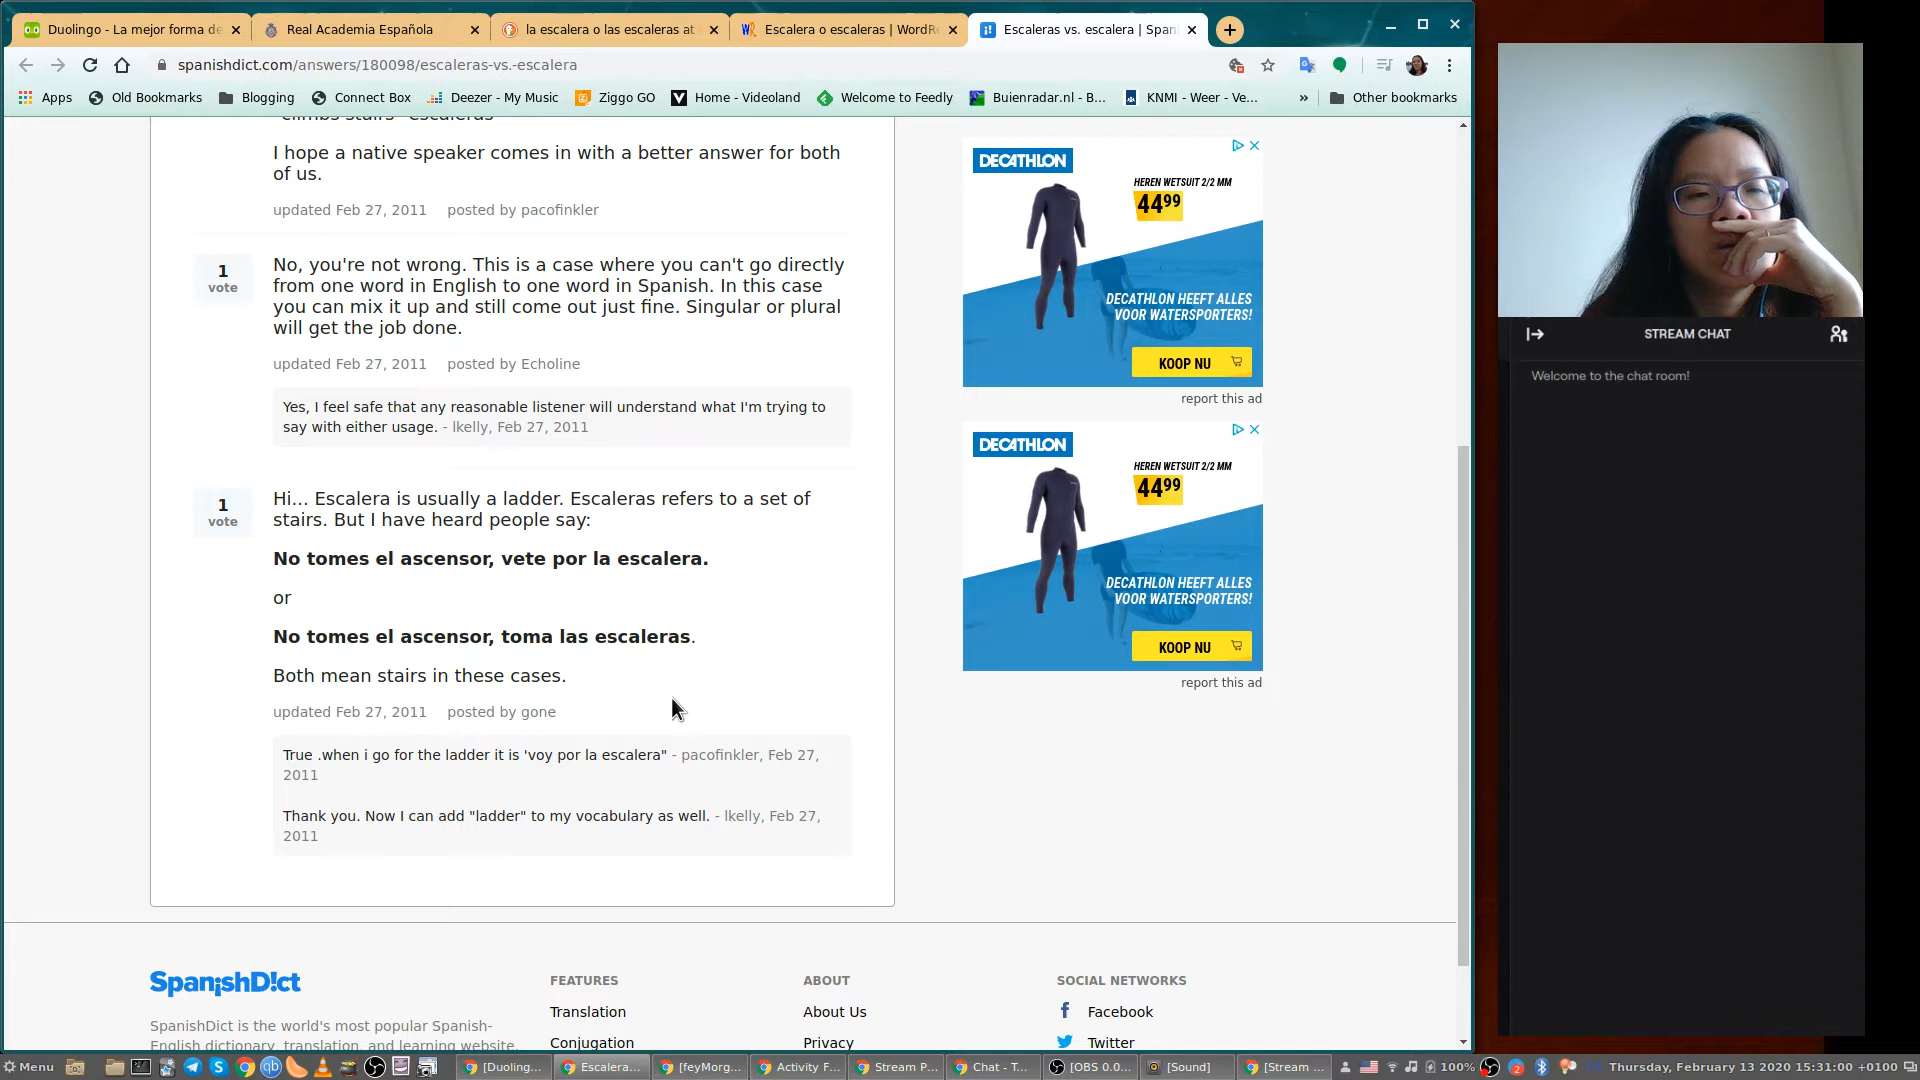 Duolingo - La mejor forma de
Real Academia Española
la escalera o las escaleras at
Escalera o escaleras | WordR
Escaleras vs. escalera | Span
spanishdict.com/answers/180098/escaleras-vs.-escalera
Apps
Old Bookmarks
Blogging
Connect Box
Deezer - My Music
Ziggo GO
Home - Videoland
Welcome to Feedly
Buienradar.nl - B...
KNMI - Weer - Ve...
»
Other bookmarks
"climbs stairs" escaleras
I hope a native speaker comes in with a better answer for both
of us.
updated Feb 27, 2011 posted by pacofinkler
1
vote
No, you're not wrong. This is a case where you can't go directly
from one word in English to one word in Spanish. In this case
you can mix it up and still come out just fine. Singular or plural
will get the job done.
updated Feb 27, 2011 posted by Echoline
Yes, I feel safe that any reasonable listener will understand what I'm trying to
say with either usage. - lkelly, Feb 27, 2011
1
vote
Hi... Escalera is usually a ladder. Escaleras refers to a set of
stairs. But I have heard people say:
No tomes el ascensor, vete por la escalera.
or
No tomes el ascensor, toma las escaleras.
Both mean stairs in these cases.
updated Feb 27, 2011 posted by gone
True .when i go for the ladder it is 'voy por la escalera" - pacofinkler, Feb 27,
2011
Thank you. Now I can add "ladder" to my vocabulary as well. - lkelly, Feb 27,
2011
DECATHLON
HEREN WETSUIT 2/2 MM
44⁹⁹
DECATHLON HEEFT ALLES
VOOR WATERSPORTERS!
KOOP NU
report this ad
DECATHLON
HEREN WETSUIT 2/2 MM
44⁹⁹
DECATHLON HEEFT ALLES
VOOR WATERSPORTERS!
KOOP NU
report this ad
SpanishD!ct
SpanishDict is the world's most popular Spanish-
English dictionary, translation, and learning website.
FEATURES
Translation
Conjugation
ABOUT
About Us
Privacy
SOCIAL NETWORKS
Facebook
Twitter
STREAM CHAT
Welcome to the chat room!
Menu
[Duoling...
Escalera...
[feyMorg...
Activity F...
Stream P...
Chat - T...
[OBS 0.0...
[Sound]
[Stream ...
100%
2
Thursday, February 13 2020 15:31:00 +0100